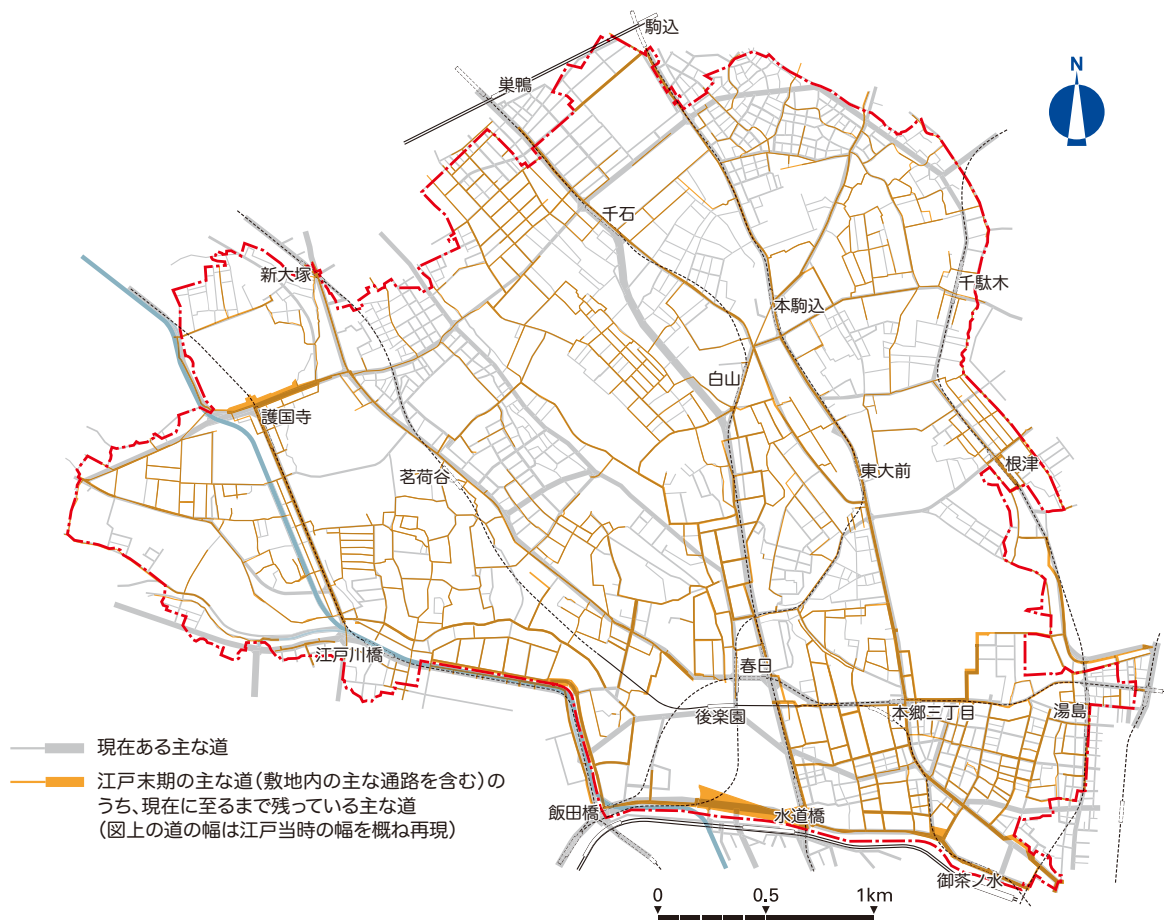 駒込
巣鴨
N
千石
新大塚
千駄木
本駒込
白山
護国寺
根津
東大前
茗荷谷
江戸川橋
春日
後楽園
本郷三丁目
湯島
現在ある主な道
江戸末期の主な道（敷地内の主な通路を含む）の
うち、現在に至るまで残っている主な道
（図上の道の幅は江戸当時の幅を概ね再現）
飯田橋
水道橋
御茶ノ水
0 0.5 1km